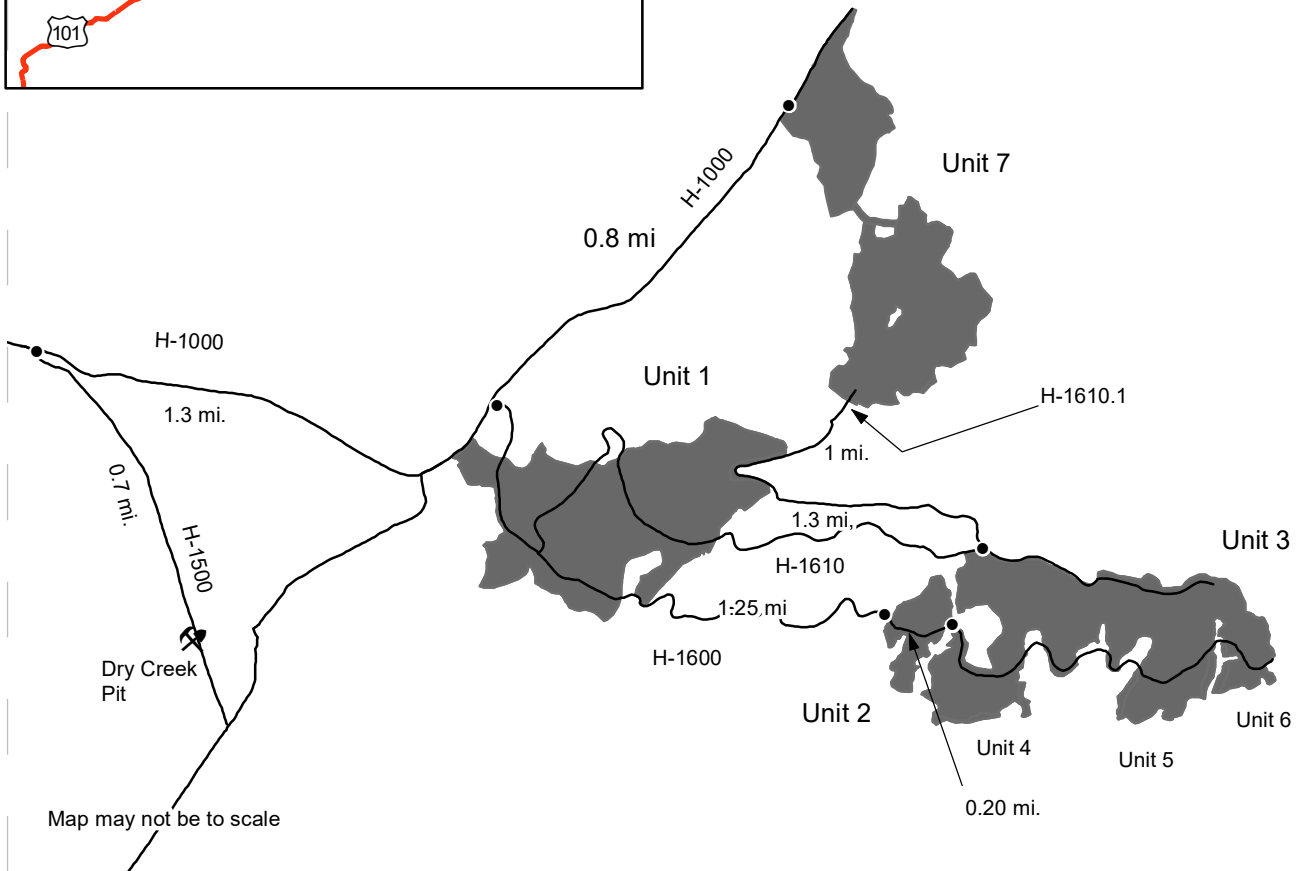 101
H-1000
Unit 7
0.8 mi
H-1000
1.3 mi.
Unit 1
H-1610.1
1 mi.
0.7 mi.
H-1500
1.3 mi,
Unit 3
H-1610
1.25 mi
Dry Creek
Pit
H-1600
Unit 2
Unit 6
Unit 4
Unit 5
0.20 mi.
Map may not be to scale